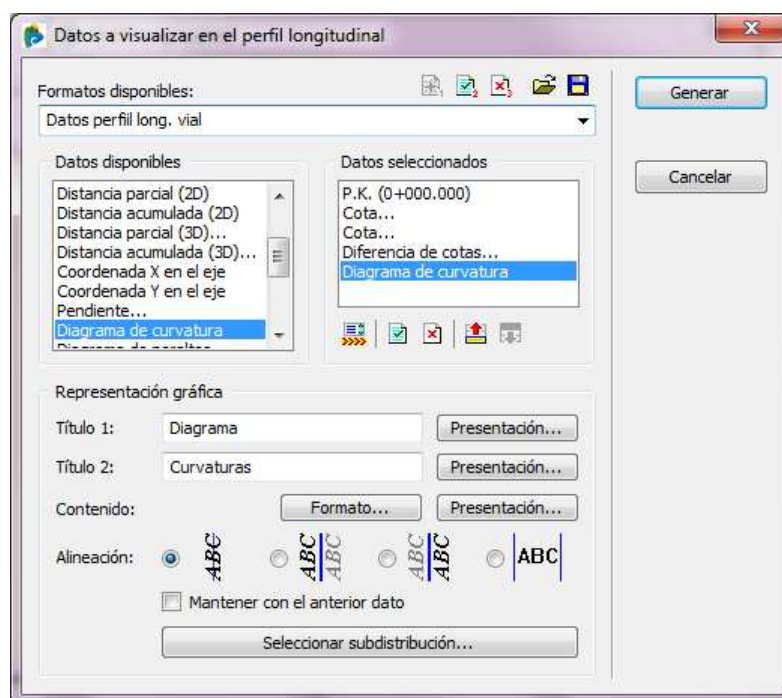 Datos a visualizar en el perfil longitudinal
Formatos disponibles:
Datos perfiil long. vial
Generar
Cancelar
Datos disponibles
Distancia parcial (2D)
Distancia acumulada (2D)
Distancia parcial (3D)...
Distancia acumulada (3D)...
Coordenada X en el eje
Coordenada Y en el eje
Pendiente...
Diagrama de curvatura
Diagrama de peraltes
Datos seleccionados
P.K. (0+000.000)
Cota...
Cota...
Diferencia de cotas...
Diagrama de curvatura
Representación gráfica
Título 1: Diagrama Presentación...
Título 2: Curvaturas Presentación...
Contenido: Formato... Presentación...
Alineación: ABC ABC ABC ABC ABC ABC
Mantener con el anterior dato
Seleccionar subdistribución...